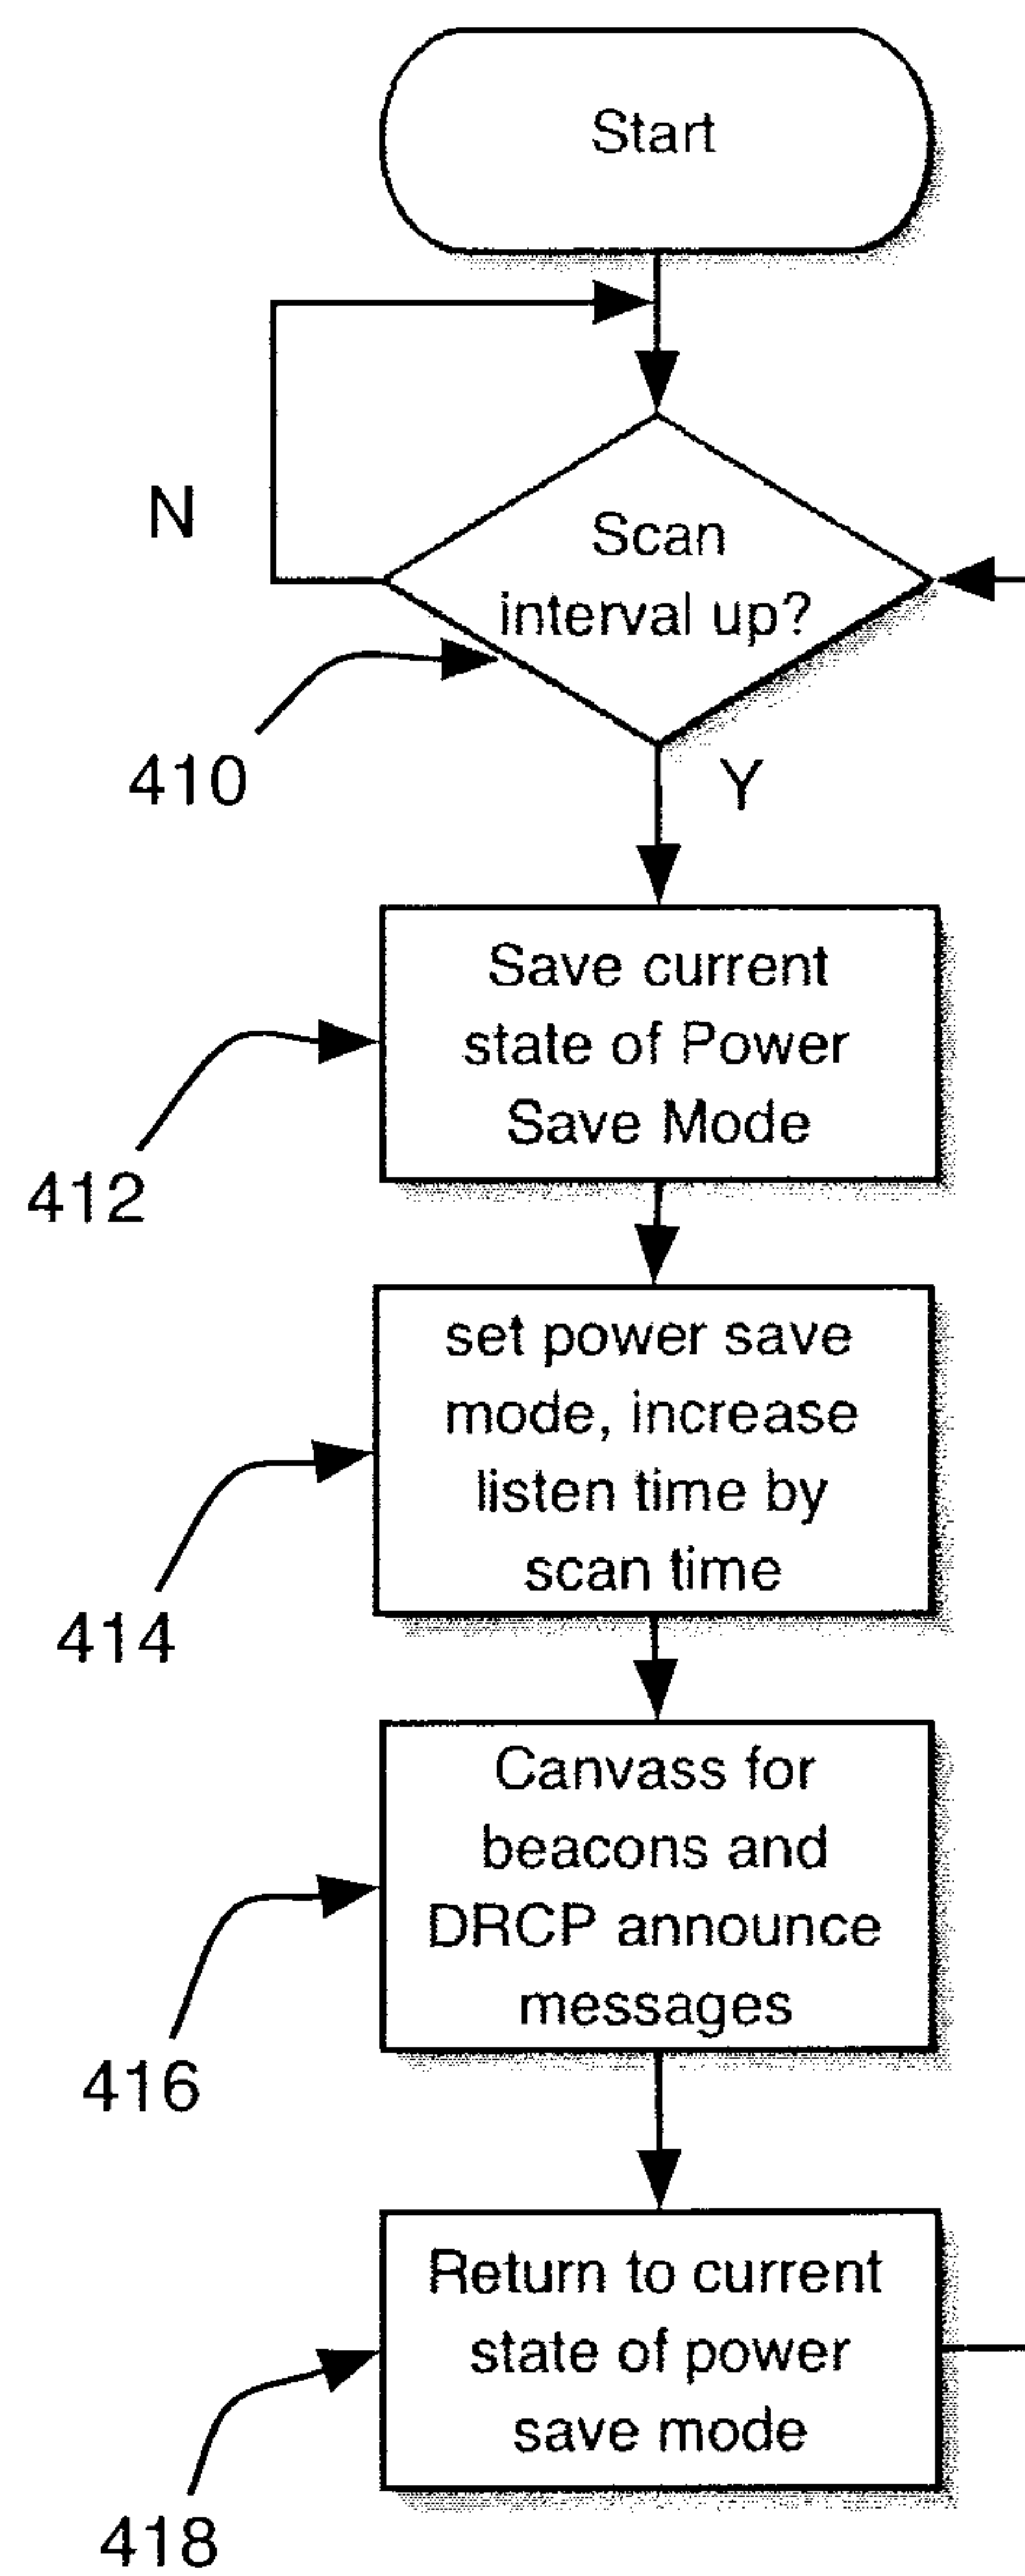 Start
N
Scan
interval up?
410
Y
Save current
state of Power
Save Mode
412
set power save
mode, increase
listen time by
scan time
414
Canvass for
beacons and
DRCP announce
messages
416
Return to current
state of power
save mode
418